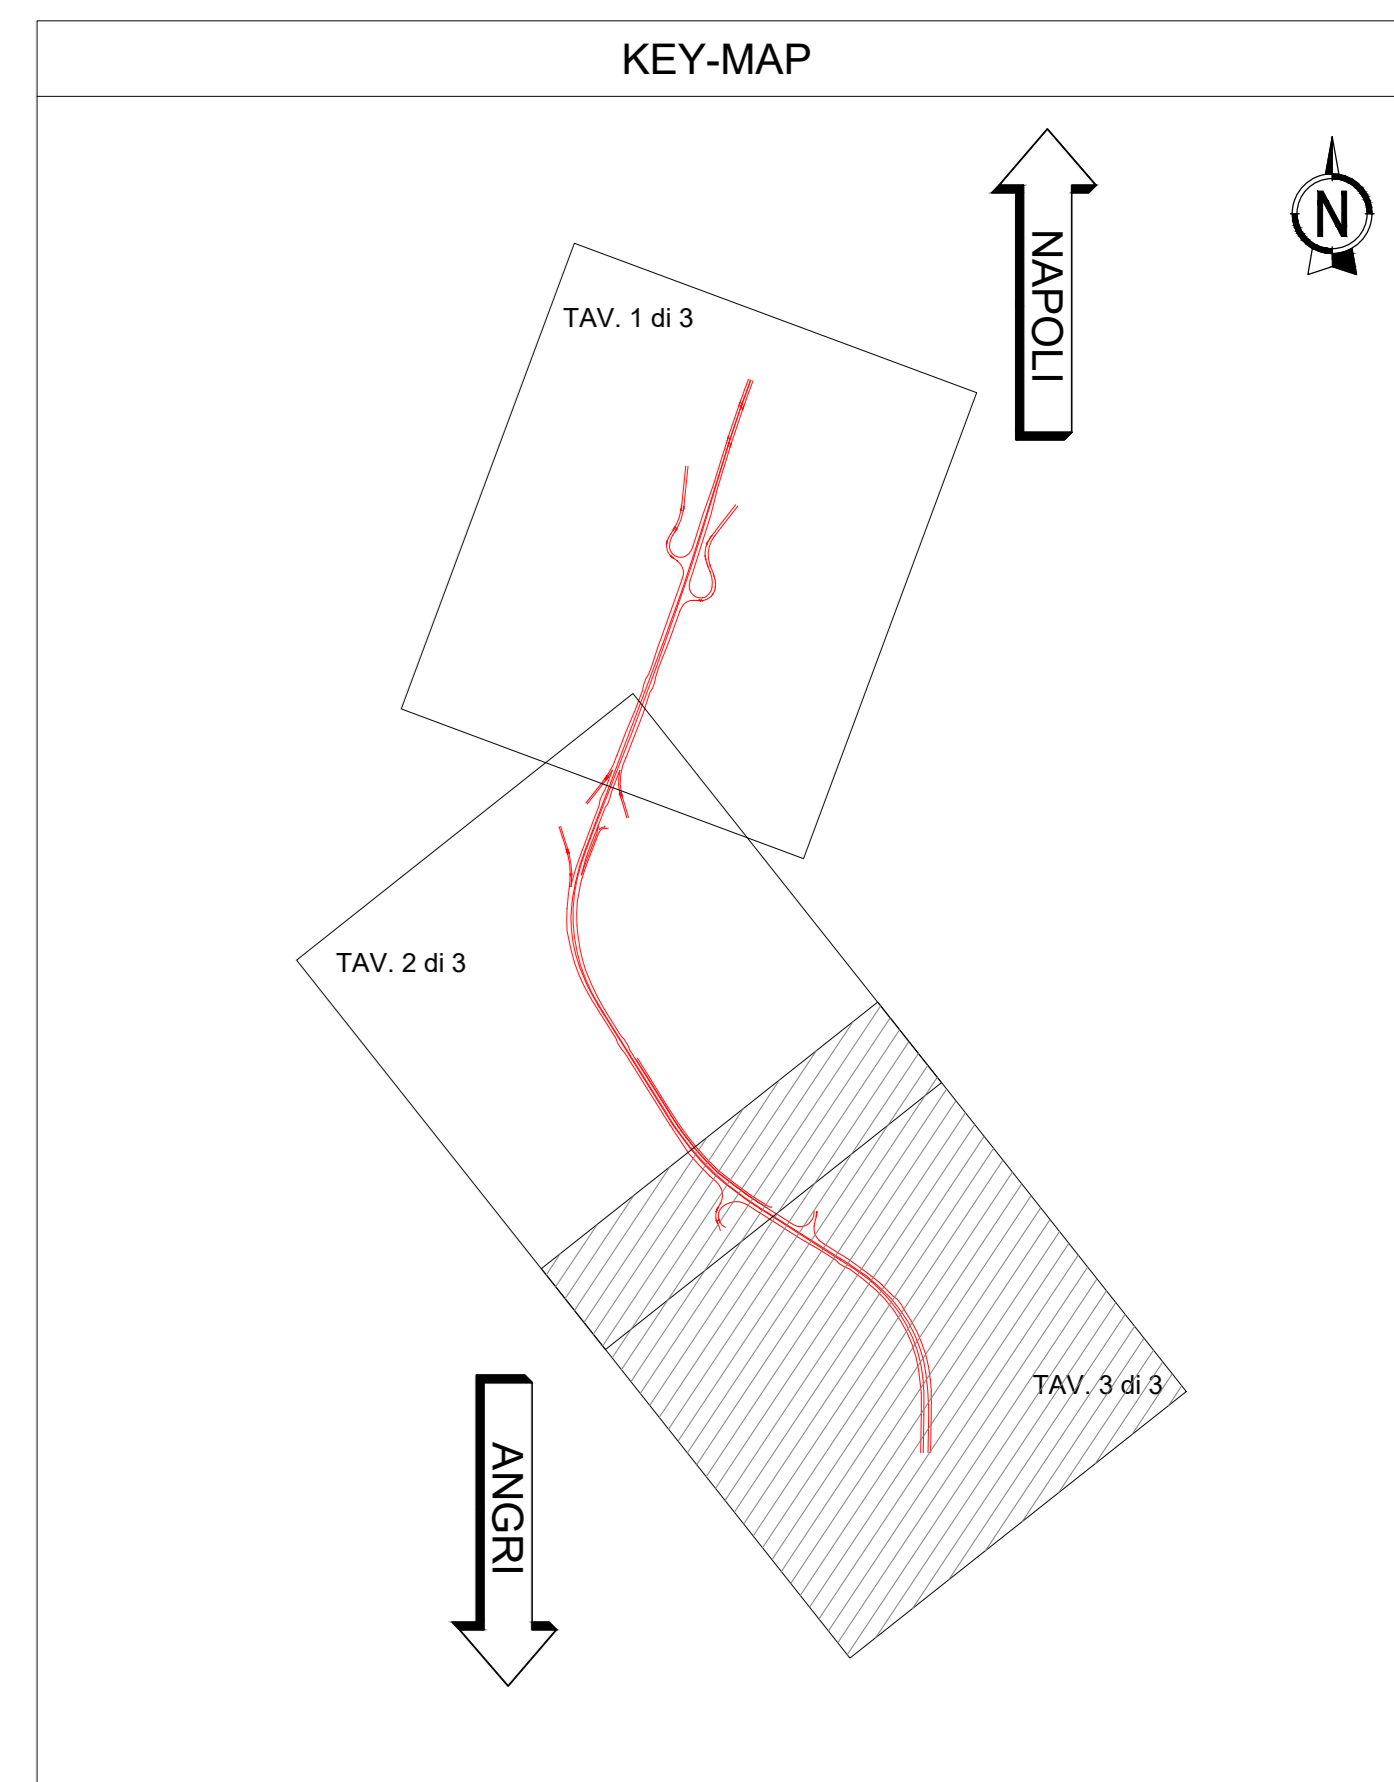 KEY-MAP
NAPOLI
N
TAV. 1 di 3
TAV. 2 di 3
TAV. 3 di 3
ANGRI